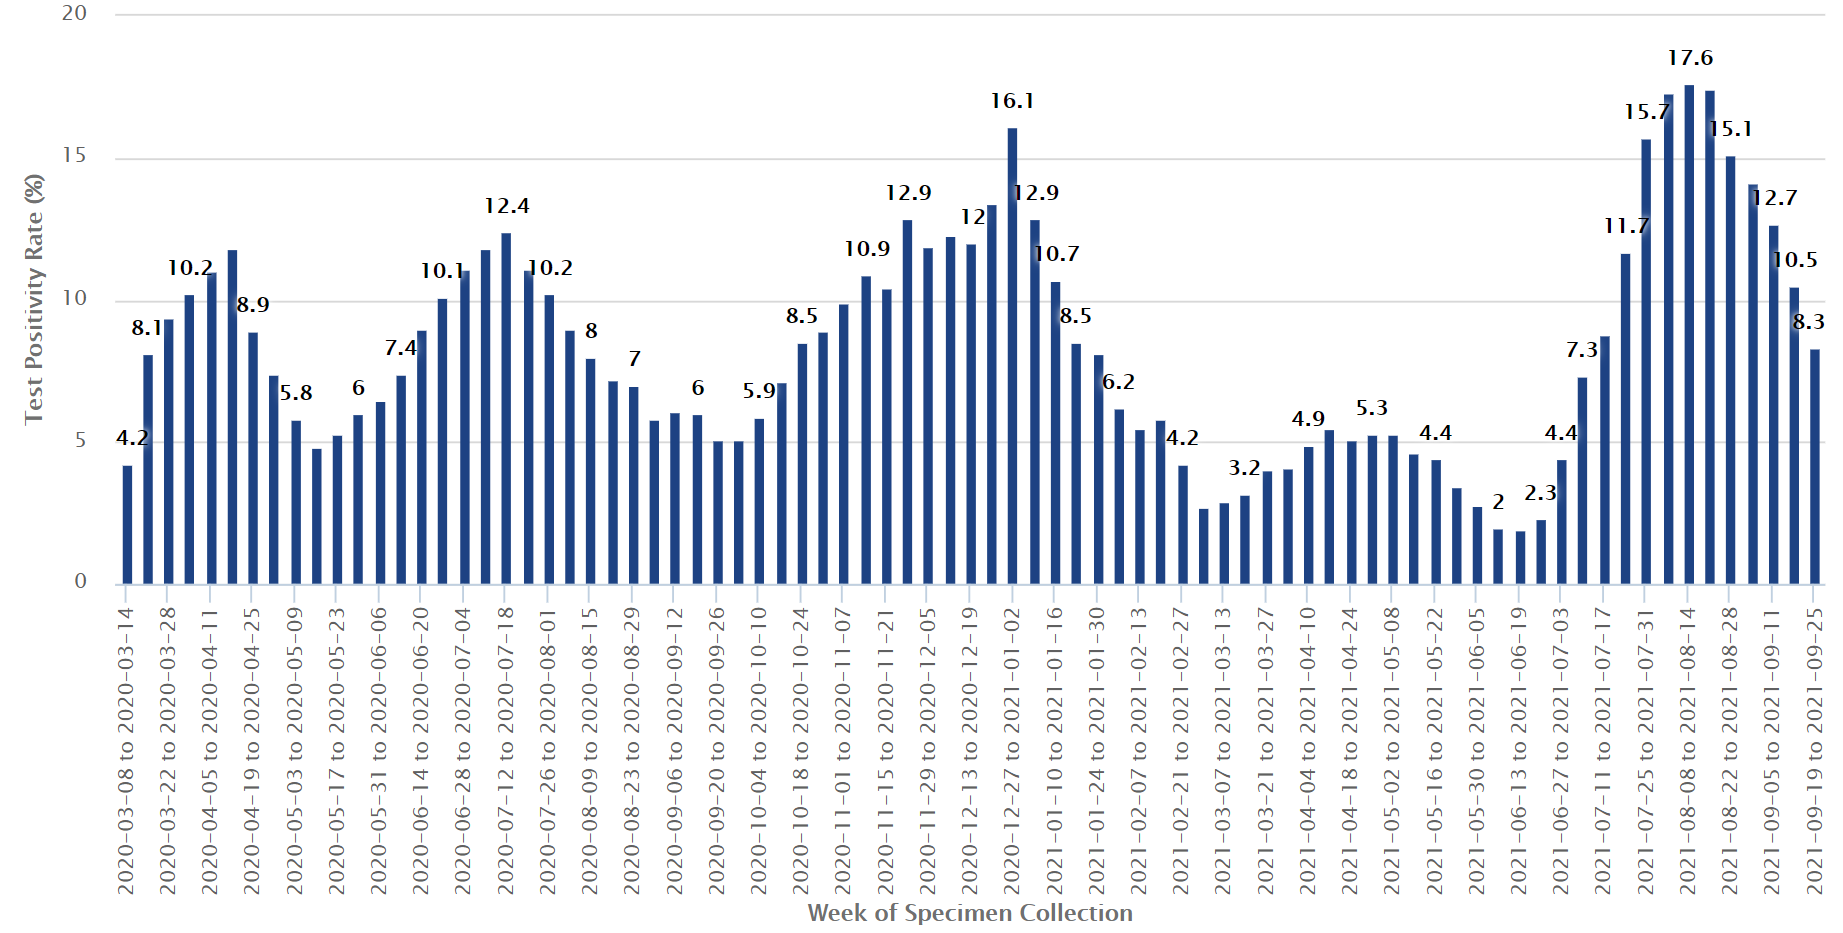 20
15
10
5
0
Test Positivity Rate (%)
4.2
8.1
10.2
8.9
5.8
6
7.4
10.1
12.4
10.2
8
7
6
5.9
8.5
10.9
12.9
12
16.1
12.9
10.7
8.5
6.2
4.2
3.2
4.9
5.3
4.4
2
2.3
4.4
7.3
11.7
15.7
17.6
15.1
12.7
10.5
8.3
2020-03-08 to 2020-03-14
2020-03-22 to 2020-03-28
2020-04-05 to 2020-04-11
2020-04-19 to 2020-04-25
2020-05-03 to 2020-05-09
2020-05-17 to 2020-05-23
2020-05-31 to 2020-06-06
2020-06-14 to 2020-06-20
2020-06-28 to 2020-07-04
2020-07-12 to 2020-07-18
2020-07-26 to 2020-08-01
2020-08-09 to 2020-08-15
2020-08-23 to 2020-08-29
2020-09-06 to 2020-09-12
2020-09-20 to 2020-09-26
2020-10-04 to 2020-10-10
2020-10-18 to 2020-10-24
2020-11-01 to 2020-11-07
2020-11-15 to 2020-11-21
2020-11-29 to 2020-12-05
2020-12-13 to 2020-12-19
2020-12-27 to 2021-01-02
2021-01-10 to 2021-01-16
2021-01-24 to 2021-01-30
2021-02-07 to 2021-02-13
2021-02-21 to 2021-02-27
2021-03-07 to 2021-03-13
2021-03-21 to 2021-03-27
2021-04-04 to 2021-04-10
2021-04-18 to 2021-04-24
2021-05-02 to 2021-05-08
2021-05-16 to 2021-05-22
2021-05-30 to 2021-06-05
2021-06-13 to 2021-06-19
2021-06-27 to 2021-07-03
2021-07-11 to 2021-07-17
2021-07-25 to 2021-07-31
2021-08-08 to 2021-08-14
2021-08-22 to 2021-08-28
2021-09-05 to 2021-09-11
2021-09-19 to 2021-09-25
Week of Specimen Collection